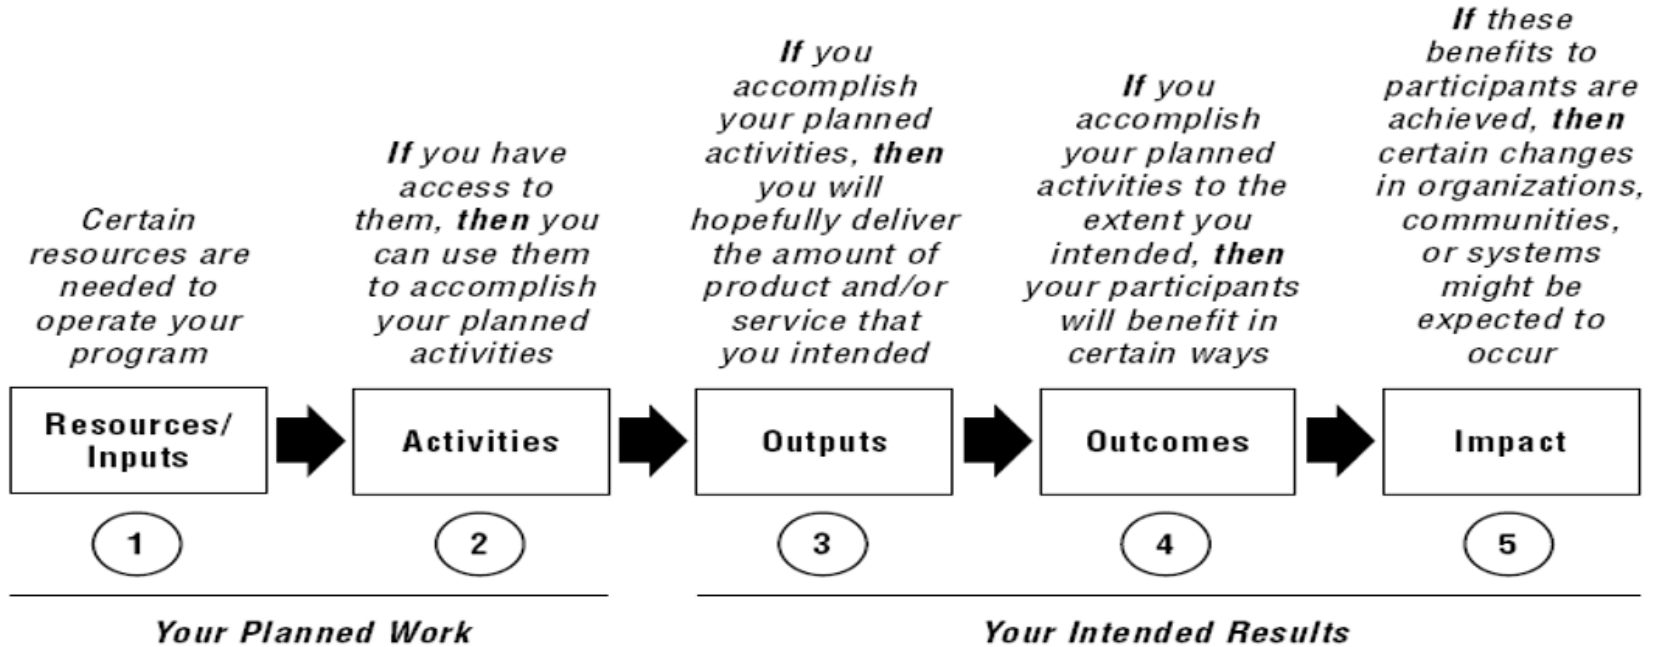 Certain
resources are
needed to
operate your
program
If you have
access to
them, then you
can use them
to accomplish
your planned
activities
If you
accomplish
your planned
activities, then
you will
hopefully deliver
the amount of
product and/or
service that
you intended
If you
accomplish
your planned
activities to the
extent you
intended, then
your participants
will benefit in
certain ways
If these
benefits to
participants are
achieved, then
certain changes
in organizations,
communities,
or systems
might be
expected to
occur
Resources/
Inputs
Activities
Outputs
Outcomes
Impact
1
2
3
4
5
Your Planned Work
Your Intended Results